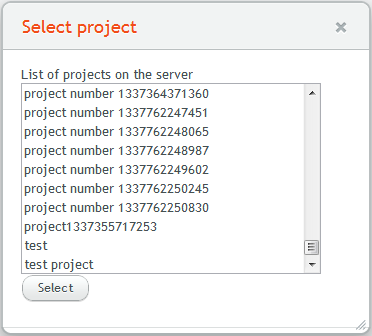 Select project
List of projects on the server
project number 1337364371360
project number 1337762247451
project number 1337762248065
project number 1337762248987
project number 1337762249602
project number 1337762250245
project number 1337762250830
project1337355717253
test
test project
Select